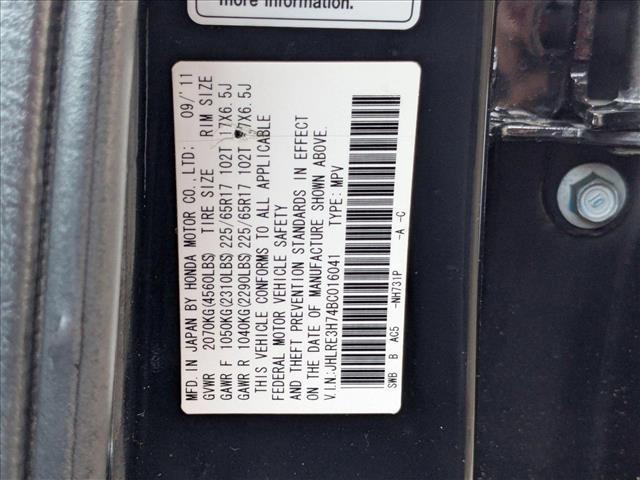 more information.
MFD. IN JAPAN BY HONDA MOTOR CO., LTD: 09/'11
GVWR 2070KG(4560LBS) TIRE SIZE RIM SIZE
GAWR F 1050KG(2310LBS) 225/65R17 102T 17X6.5J
GAWR R 1040KG(2290LBS) 225/65R17 102T 17X6.5J
THIS VEHICLE CONFORMS TO ALL APPLICABLE
FEDERAL MOTOR VEHICLE SAFETY
AND THEFT PREVENTION STANDARDS IN EFFECT
ON THE DATE OF MANUFACTURE SHOWN ABOVE.
V.I.N.:JHLRE3H74BC016041 TYPE: MPV
SWB B AC5 -NH731P -A -C